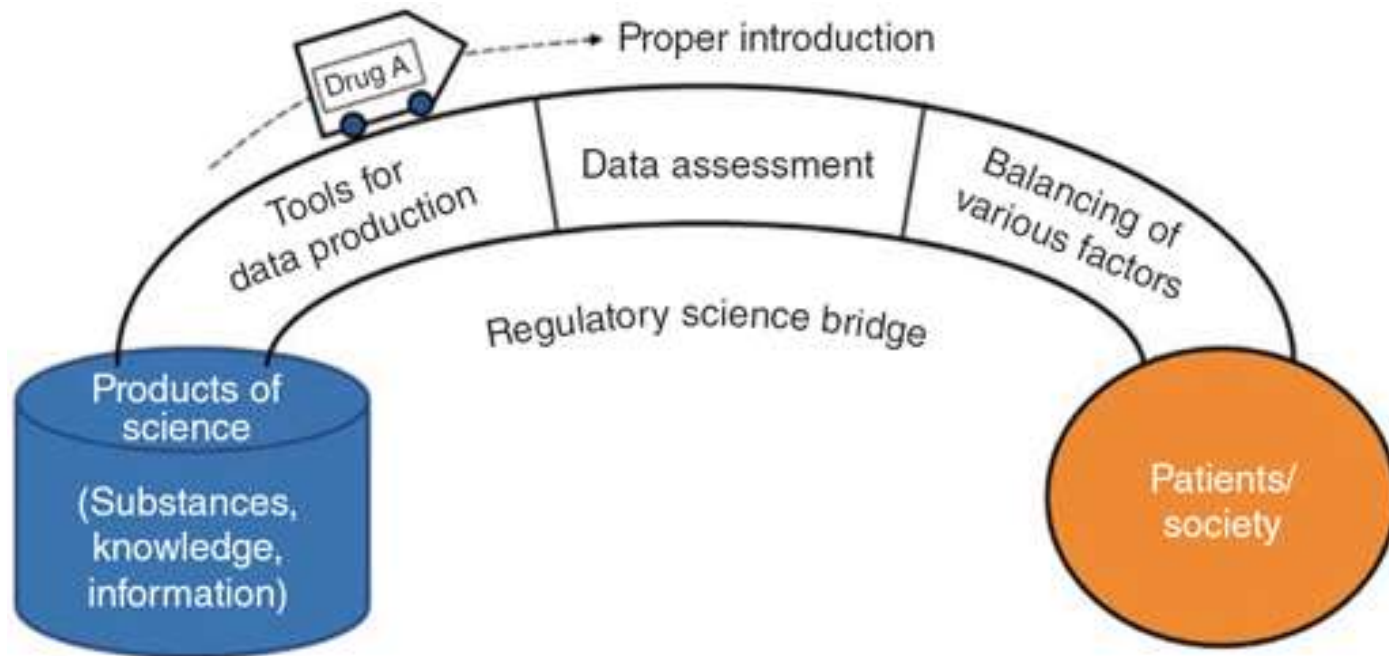 Drug A
Proper introduction
Tools for
data production
Data assessment
Balancing of
various factors
Regulatory science bridge
Products of
science
(Substances,
knowledge,
information)
Patients/
society